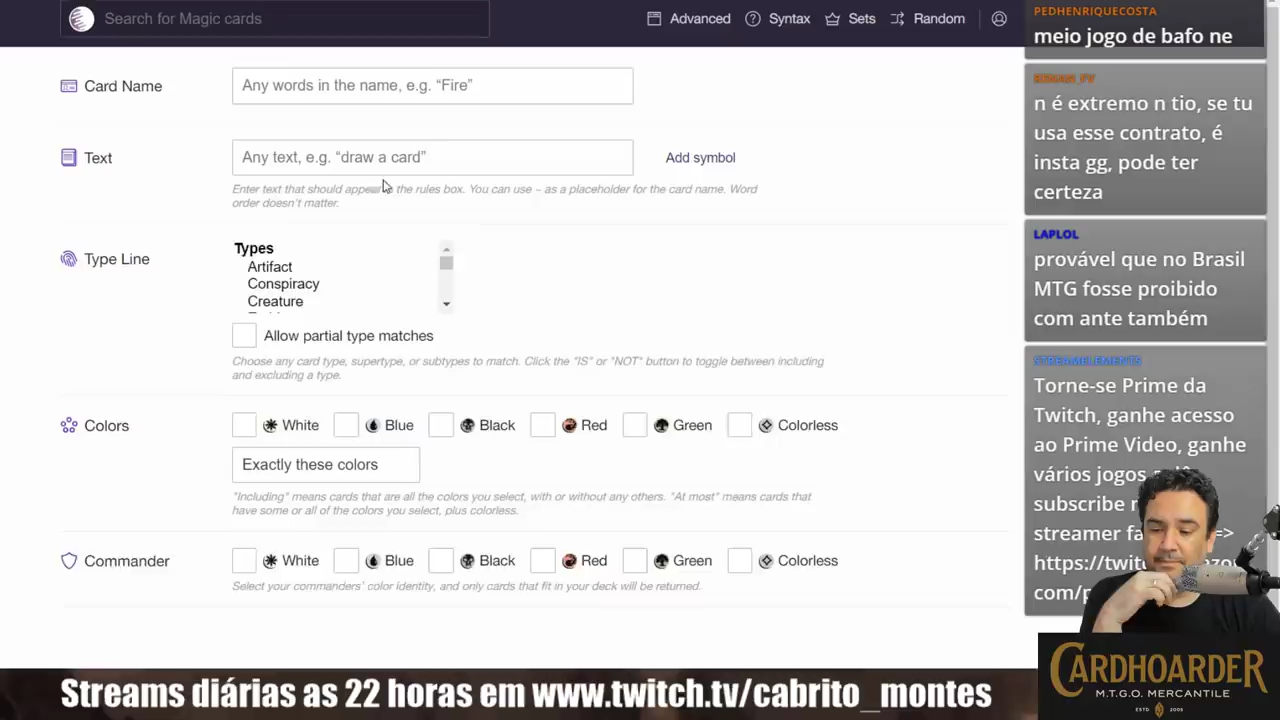 Search for Magic cards
Advanced
Syntax
Sets
Random
Card Name
Any words in the name, e.g. “Fire”
Text
Any text, e.g. “draw a card”
Add symbol
Enter text that should appear in the rules box. You can use ~ as a placeholder for the card name. Word
order doesn’t matter.
Type Line
Types
Artifact
Conspiracy
Creature
Allow partial type matches
Choose any card type, supertype, or subtypes to match. Click the "IS" or "NOT" button to toggle between including
and excluding a type.
Colors
White
Blue
Black
Red
Green
Colorless
Exactly these colors
"Including" means cards that are all the colors you select, with or without any others. "At most" means cards that
have some or all of the colors you select, plus colorless.
Commander
White
Blue
Black
Red
Green
Colorless
Select your commanders’ color identity, and only cards that fit in your deck will be returned.
PEDHENRIQUECOSTA
meio jogo de bafo ne
n é extremo n tio, se tu
usa esse contrato, é
insta gg, pode ter
certeza
LAPLOL
provável que no Brasil
MTG fosse proibido
com ante também
STREAMELEMENTS
Torne-se Prime da
Twitch, ganhe acesso
ao Prime Video, ganhe
vários jogos
subscribe
streamer =>
CARDHOARDER
M.T.G.O. MERCANTILE
ESTD 2006
Streams diárias as 22 horas em www.twitch.tv/cabrito_montes